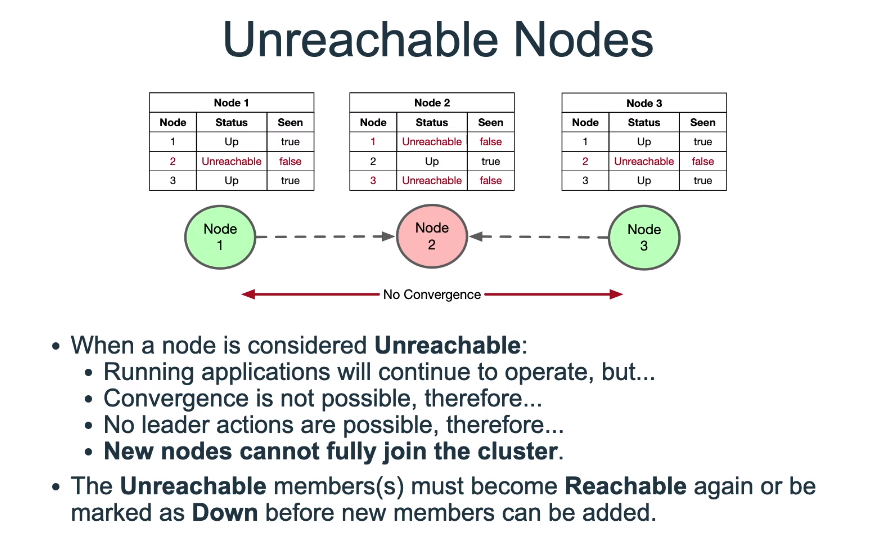 Unreachable Nodes
Node 1
Node Status Seen
1 Up true
2 Unreachable false
3 Up true
Node 2
Node Status Seen
1 Unreachable false
2 Up true
3 Unreachable false
Node 3
Node Status Seen
1 Up true
2 Unreachable false
3 Up true
Node
1
Node
2
Node
3
No Convergence
• When a node is considered Unreachable:
• Running applications will continue to operate, but...
• Convergence is not possible, therefore...
• No leader actions are possible, therefore...
• New nodes cannot fully join the cluster.
• The Unreachable members(s) must become Reachable again or be
marked as Down before new members can be added.